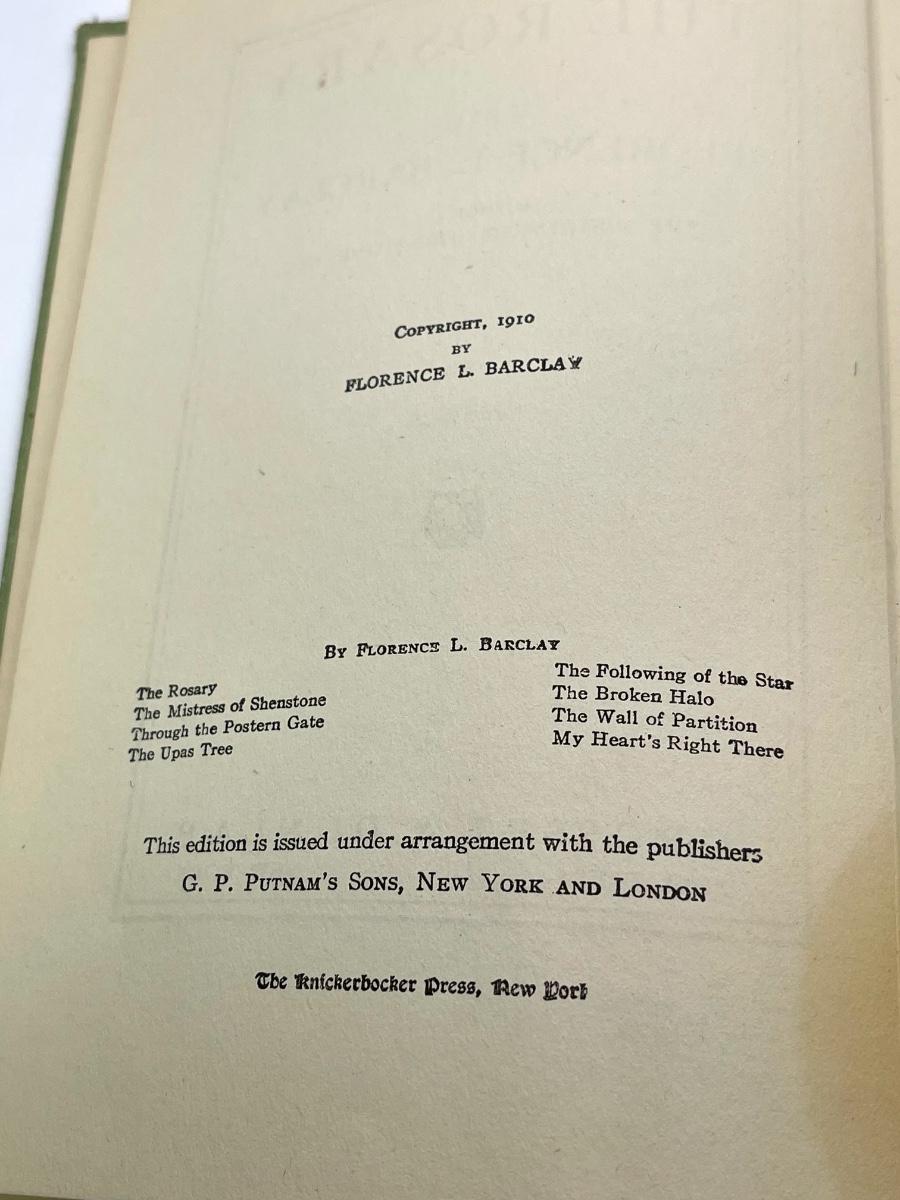 COPYRIGHT, 1910
BY
FLORENCE L. BARCLAY
BY FLORENCE L. BARCLAY
The Rosary
The Mistress of Shenstone
Through the Postern Gate
The Upas Tree
The Following of the Star
The Broken Halo
The Wall of Partition
My Heart's Right There
This edition is issued under arrangement with the publishers
G. P. PUTNAM'S SONS, NEW YORK AND LONDON
The Knickerbocker Press, New York